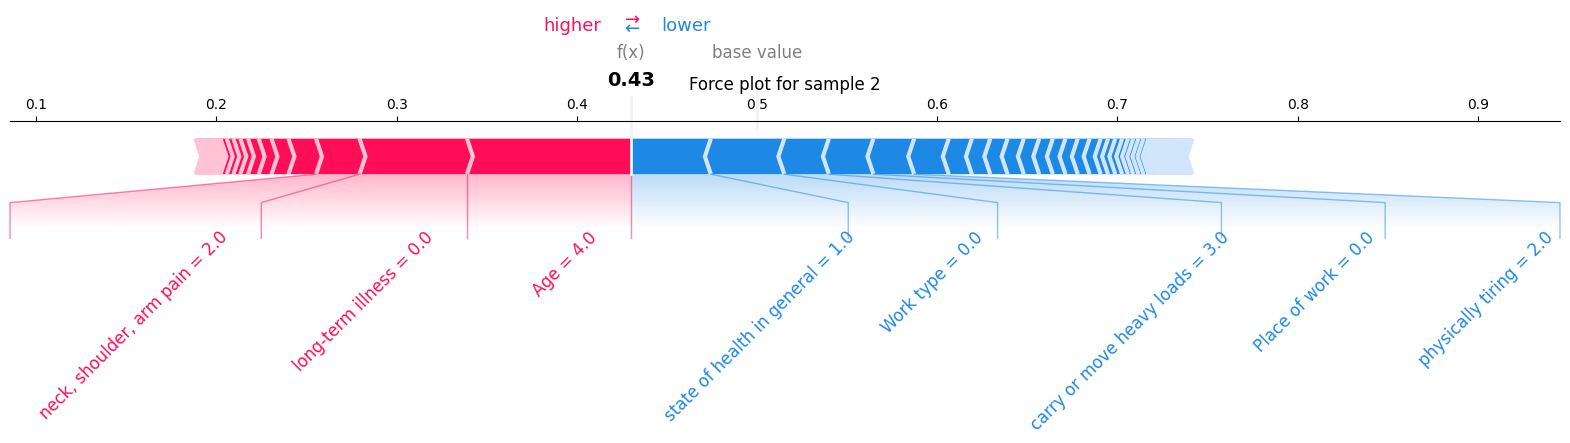 higher ⇄ lower
f(x) base value
0.43 Force plot for sample 2
0.1 0.2 0.3 0.4 0.5 0.6 0.7 0.8 0.9
neck, shoulder, arm pain = 2.0
long-term illness = 0.0
Age = 4.0
state of health in general = 1.0
Work type = 0.0
carry or move heavy loads = 3.0
Place of work = 0.0
physically tiring = 2.0